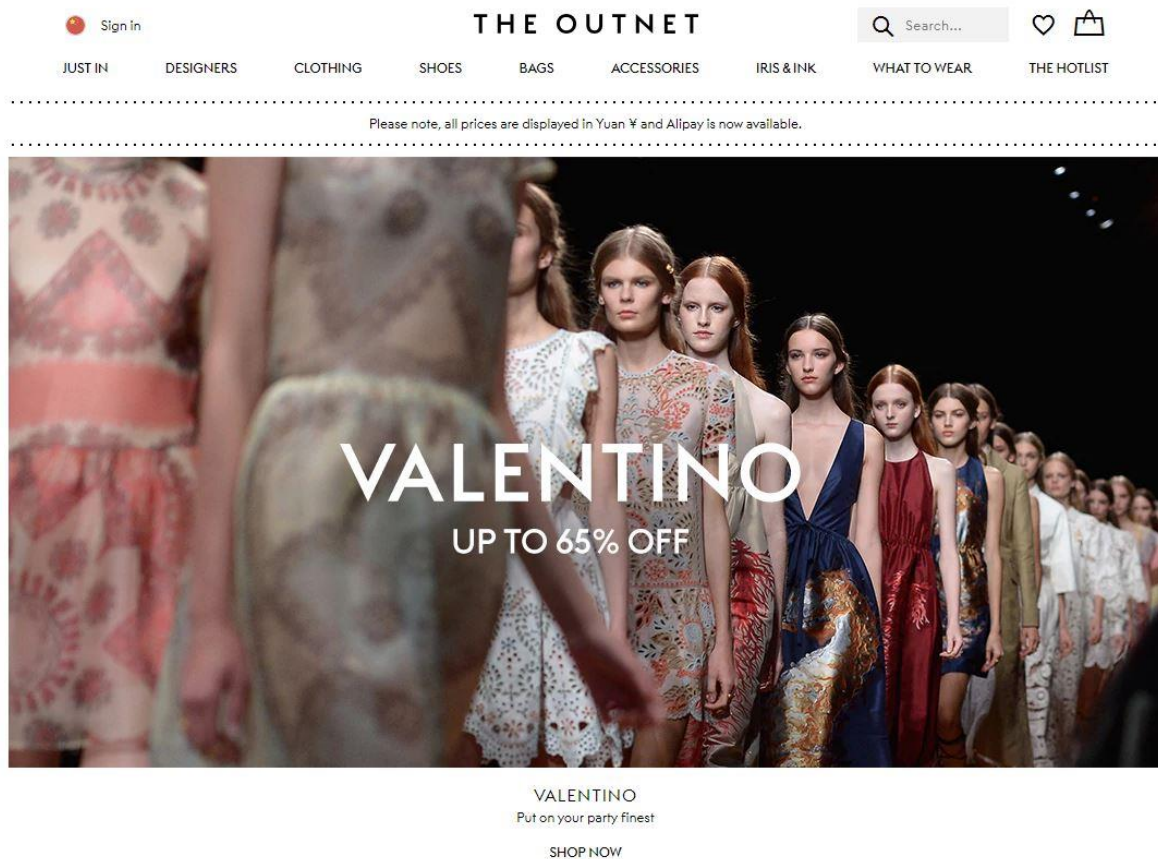 Sign in
THE OUTNET
Search...
JUST IN DESIGNERS CLOTHING SHOES BAGS ACCESSORIES IRIS & INK WHAT TO WEAR THE HOTLIST
Please note, all prices are displayed in Yuan ¥ and Alipay is now available.
VALENTINO
UP TO 65% OFF
VALENTINO
Put on your party finest
SHOP NOW